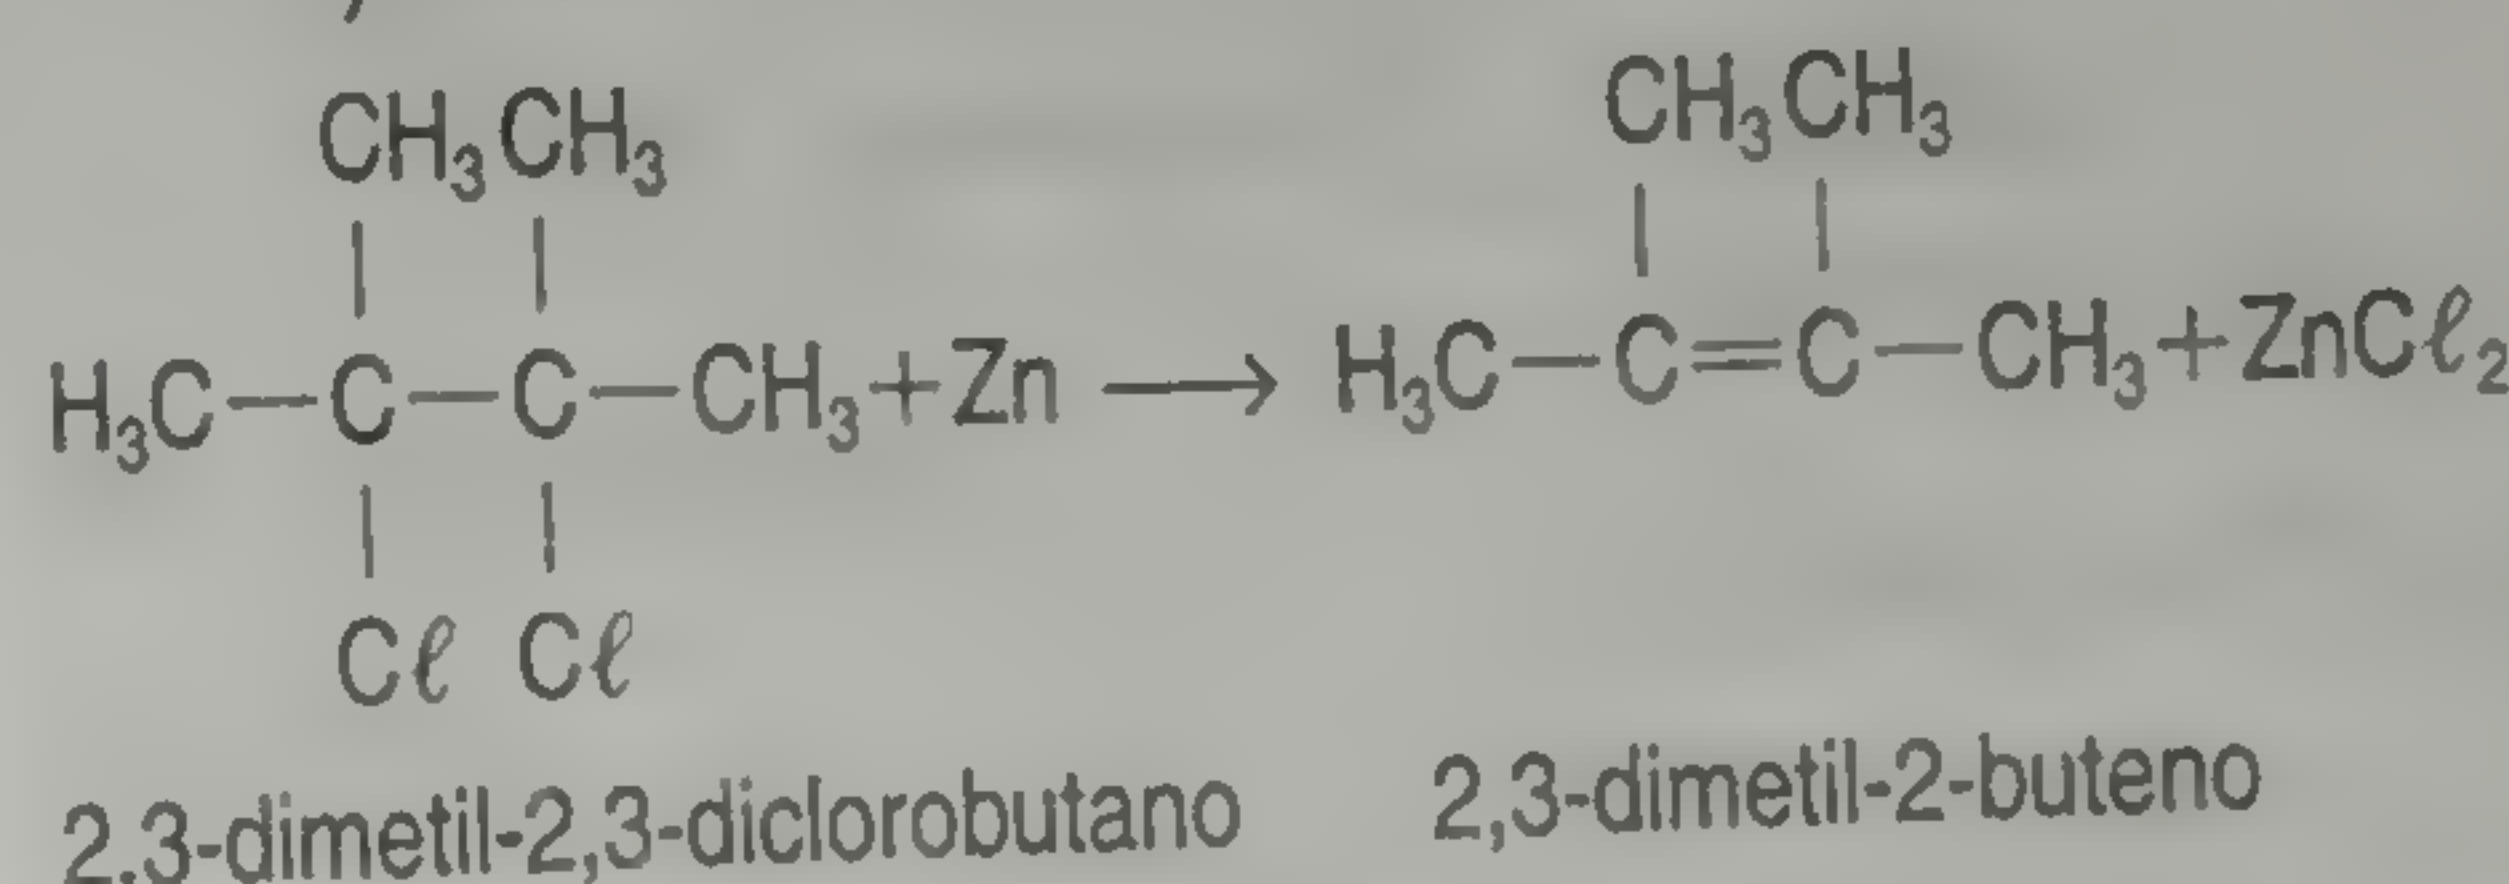 CH₃ CH₃ CH₃ CH₃
H₃C — C — C — CH₃ + Zn ⟶ H₃C — C = C — CH₃ + ZnCℓ₂
Cℓ Cℓ
2,3-dimetil-2,3-diclorobutano 2,3-dimetil-2-buteno